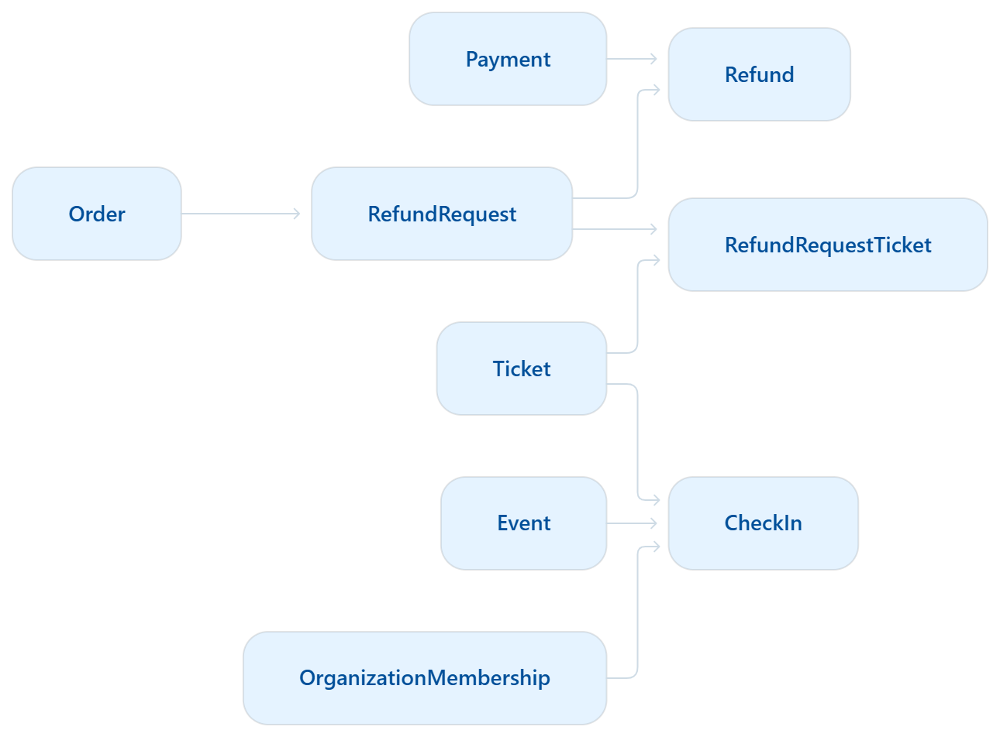 Payment
Refund
Order
RefundRequest
RefundRequestTicket
Ticket
Event
CheckIn
OrganizationMembership